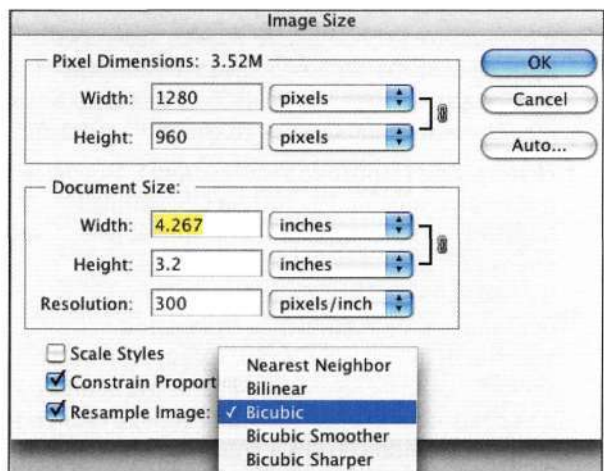 Image Size
Pixel Dimensions: 3.52M
Width: 1280 pixels
Height: 960 pixels
OK
Cancel
Auto...
Document Size:
Width: 4.267 inches
Height: 3.2 inches
Resolution: 300 pixels/inch
Scale Styles
Constrain Proport
Resample Image:
Nearest Neighbor
Bilinear
✓ Bicubic
Bicubic Smoother
Bicubic Sharper